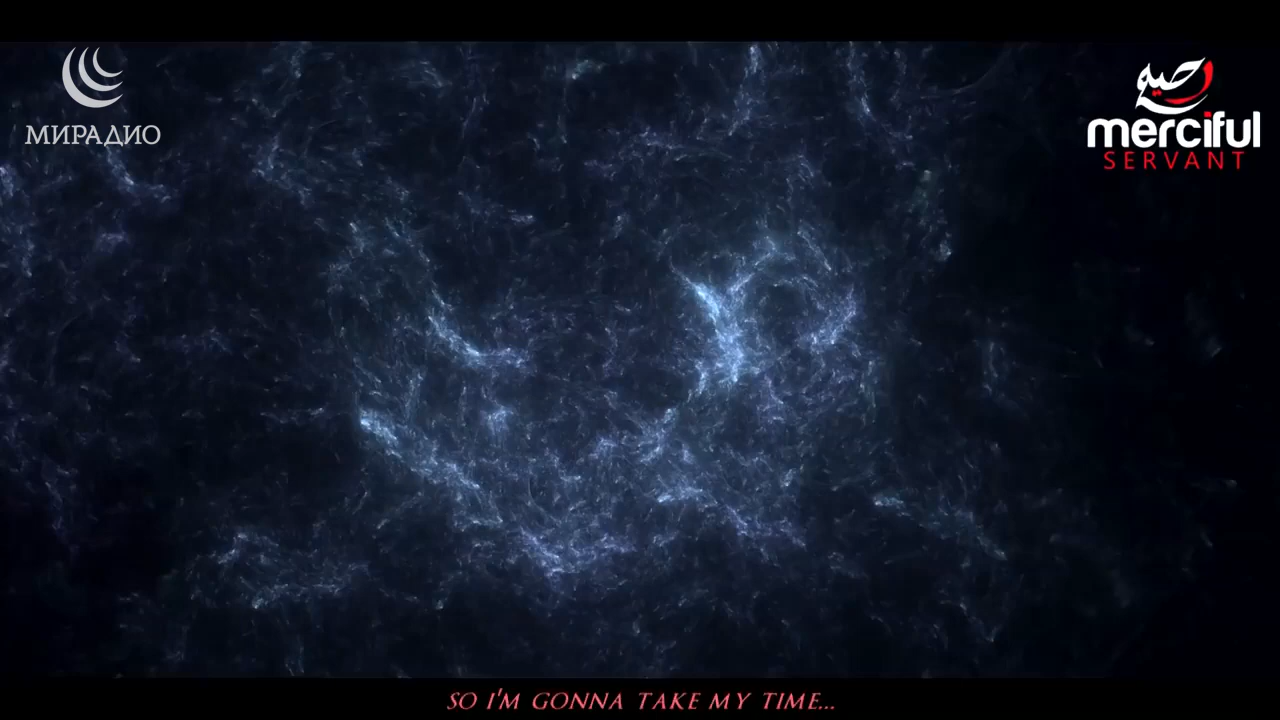 МИРАДИО
merciful
SERVANT
SO I'M GONNA TAKE MY TIME...